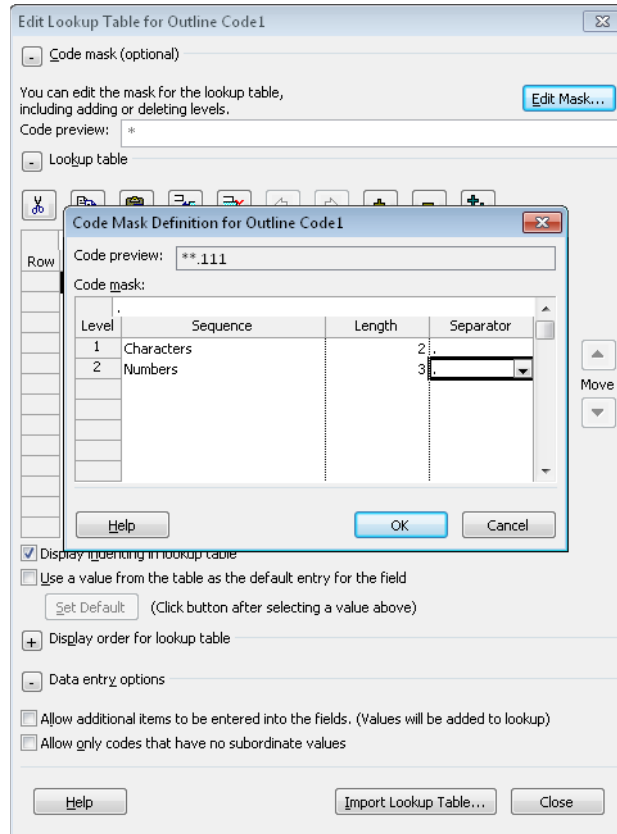 Edit Lookup Table for Outline Code1
- Code mask (optional)
You can edit the mask for the lookup table,
including adding or deleting levels.
Edit Mask...
Code preview: *
- Lookup table
Row
Code Mask Definition for Outline Code1
Code preview: **.111
Code mask:
.
Level Sequence Length Separator
1 Characters 2 .
2 Numbers 3 .
Help OK Cancel
Move
Display indenting in lookup table
Use a value from the table as the default entry for the field
Set Default (Click button after selecting a value above)
+ Display order for lookup table
- Data entry options
Allow additional items to be entered into the fields. (Values will be added to lookup)
Allow only codes that have no subordinate values
Help Import Lookup Table... Close